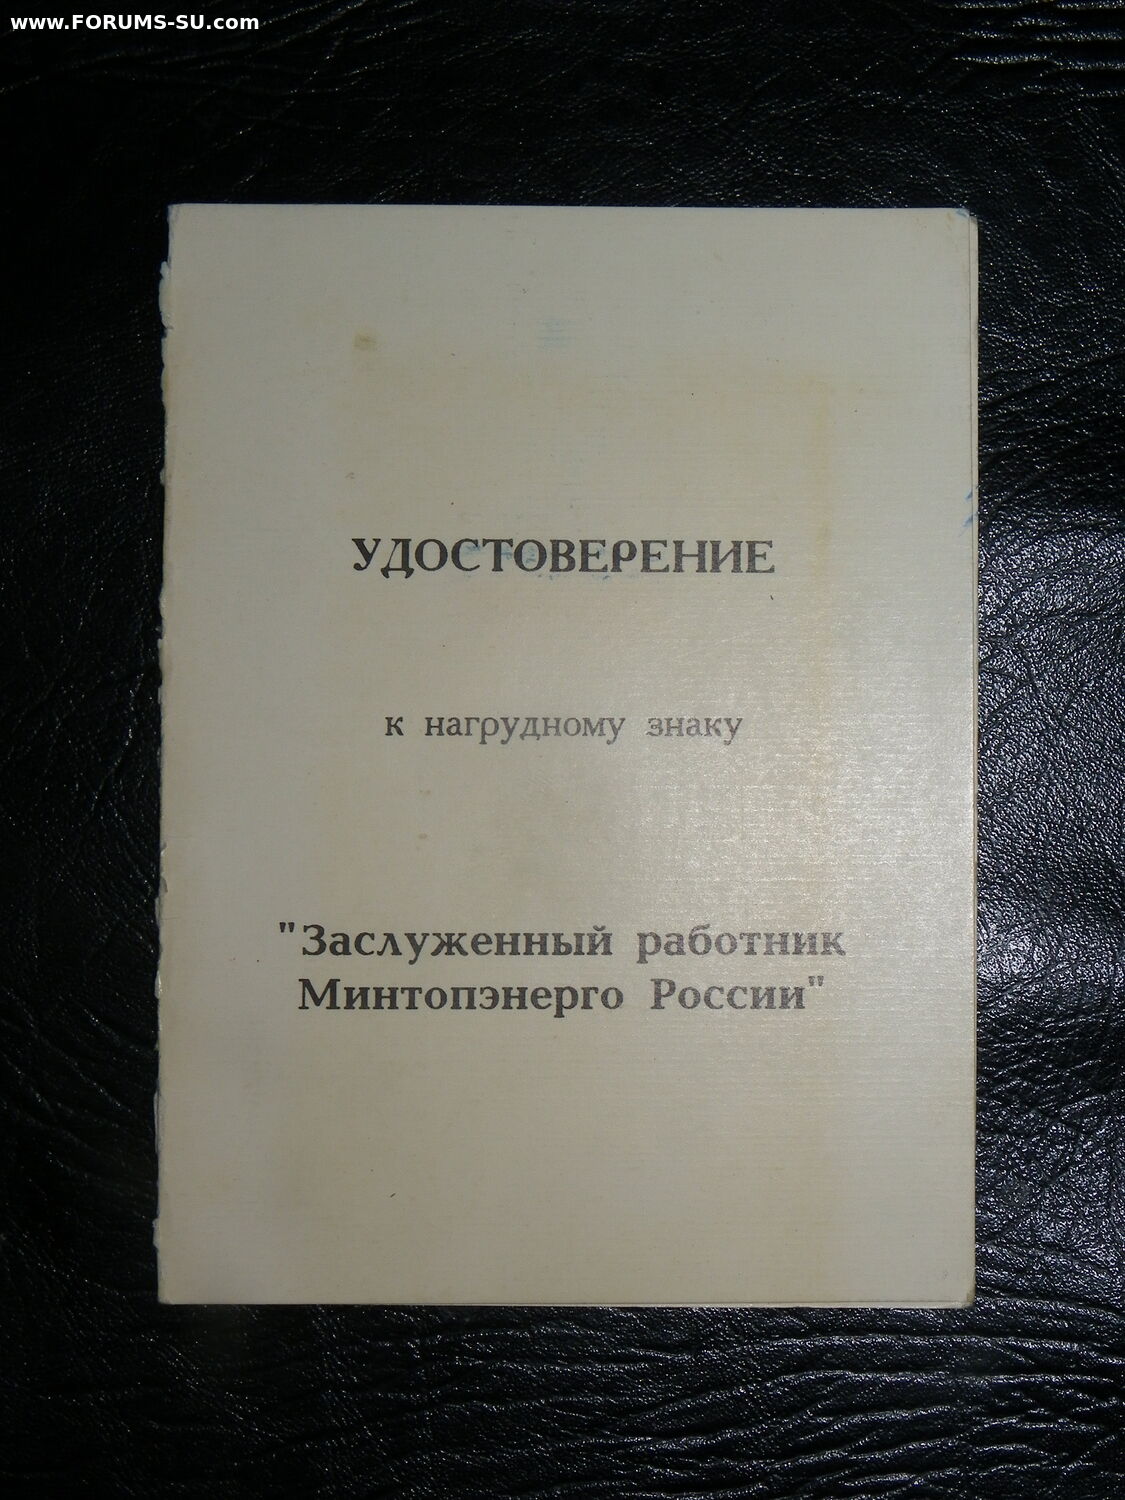 www.FORUMS-SU.com
УДОСТОВЕРЕНИЕ
к нагрудному знаку
"Заслуженный работник
Минтопэнерго России"